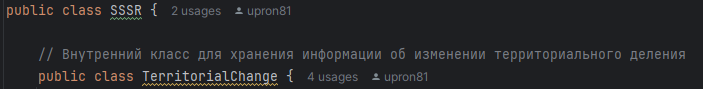 public class SSSR { 2 usages upron81
// Внутренний класс для хранения информации об изменении территориального деления
public class TerritorialChange { 4 usages upron81